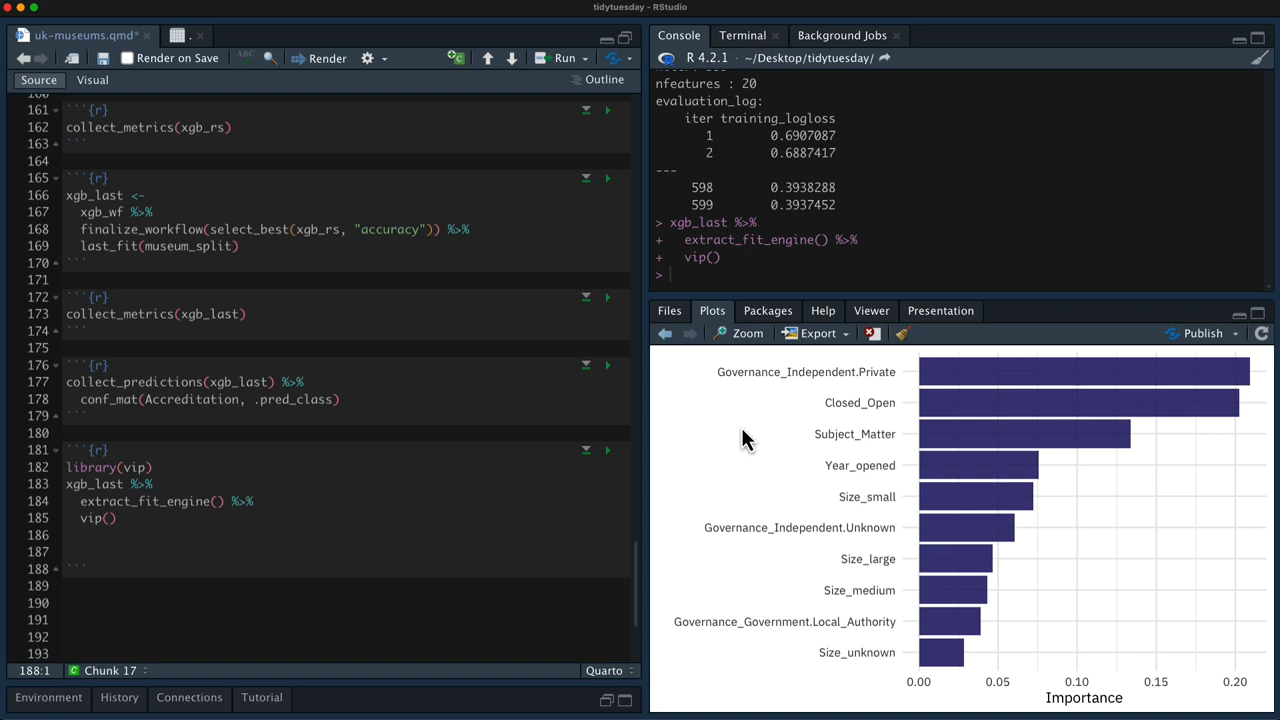 tidytuesday - RStudio
uk-museums.qmd*
.
Render on Save
ABC
Render
Run
Source
Visual
Outline
161
```{r}
162
collect_metrics(xgb_rs)
163
```
164
165
```{r}
166
xgb_last <-
167
xgb_wf %>%
168
finalize_workflow(select_best(xgb_rs, "accuracy")) %>%
169
last_fit(museum_split)
170
```
171
172
```{r}
173
collect_metrics(xgb_last)
174
```
175
176
```{r}
177
collect_predictions(xgb_last) %>%
178
conf_mat(Accreditation, .pred_class)
179
```
180
181
```{r}
182
library(vip)
183
xgb_last %>%
184
extract_fit_engine() %>%
185
vip()
186
187
188
```
189
190
191
192
193
188:1
Chunk 17
Quarto
Environment
History
Connections
Tutorial
Console
Terminal
Background Jobs
R 4.2.1 · ~/Desktop/tidytuesday/
nfeatures : 20
evaluation_log:
iter training_logloss
1 0.6907087
2 0.6887417
---
598 0.3938288
599 0.3937452
> xgb_last %>%
+ extract_fit_engine() %>%
+ vip()
>
Files
Plots
Packages
Help
Viewer
Presentation
Zoom
Export
Publish
Governance_Independent.Private
Closed_Open
Subject_Matter
Year_opened
Size_small
Governance_Independent.Unknown
Size_large
Size_medium
Governance_Government.Local_Authority
Size_unknown
0.00
0.05
0.10
0.15
0.20
Importance